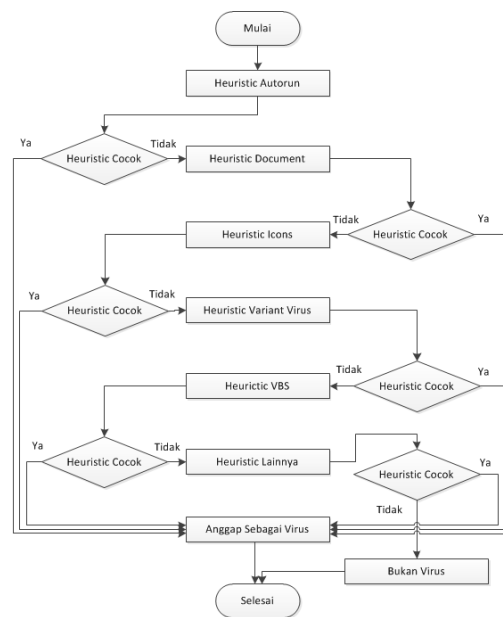 Mulai
Heuristic Autorun
Ya
Heuristic Cocok
Tidak
Heuristic Document
Heuristic Icons
Tidak
Heuristic Cocok
Ya
Ya
Heuristic Cocok
Tidak
Heuristic Variant Virus
Heurictic VBS
Tidak
Heuristic Cocok
Ya
Ya
Heuristic Cocok
Tidak
Heuristic Lainnya
Heuristic Cocok
Ya
Tidak
Anggap Sebagai Virus
Bukan Virus
Selesai